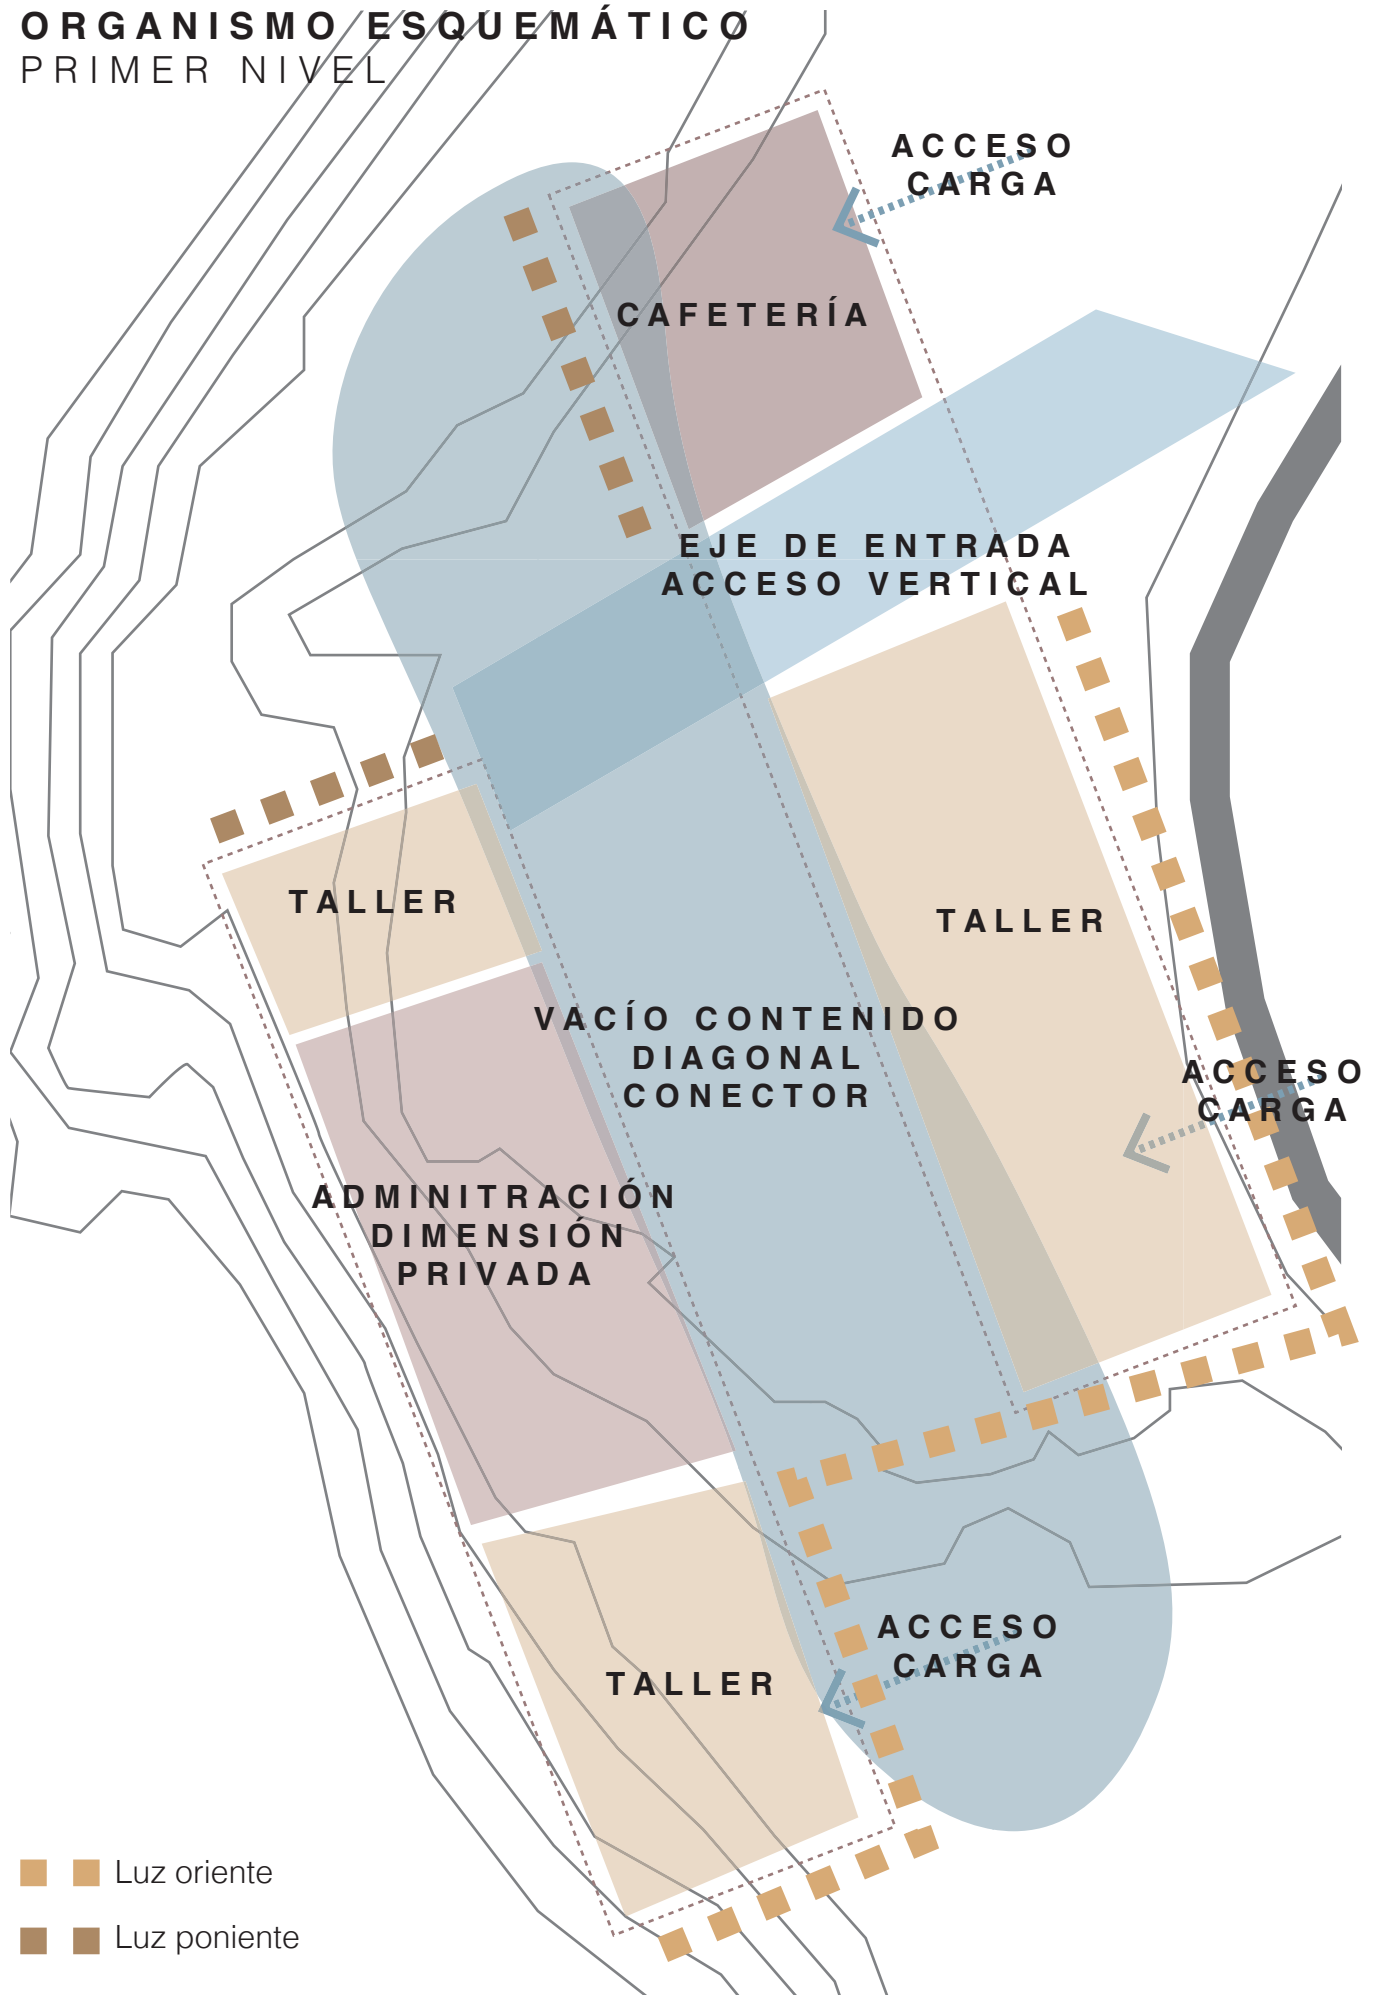 ORGANISMO ESQUEMÁTICO
PRIMER NIVEL
ACCESO
CARGA
CAFETERÍA
EJE DE ENTRADA
ACCESO VERTICAL
TALLER
TALLER
VACÍO CONTENIDO
DIAGONAL
CONECTOR
ACCESO
CARGA
ADMINITRACIÓN
DIMENSIÓN
PRIVADA
ACCESO
CARGA
TALLER
Luz oriente
Luz poniente